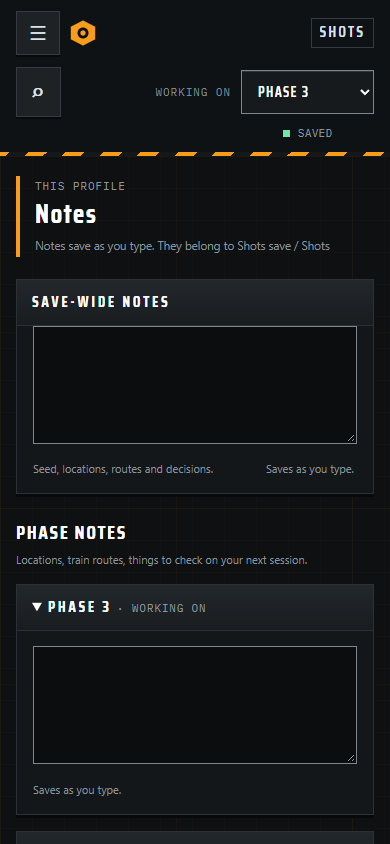 SHOTS
WORKING ON
PHASE 3
SAVED
THIS PROFILE
Notes
Notes save as you type. They belong to Shots save / Shots
SAVE-WIDE NOTES
Seed, locations, routes and decisions.
Saves as you type.
PHASE NOTES
Locations, train routes, things to check on your next session.
PHASE 3 · WORKING ON
Saves as you type.